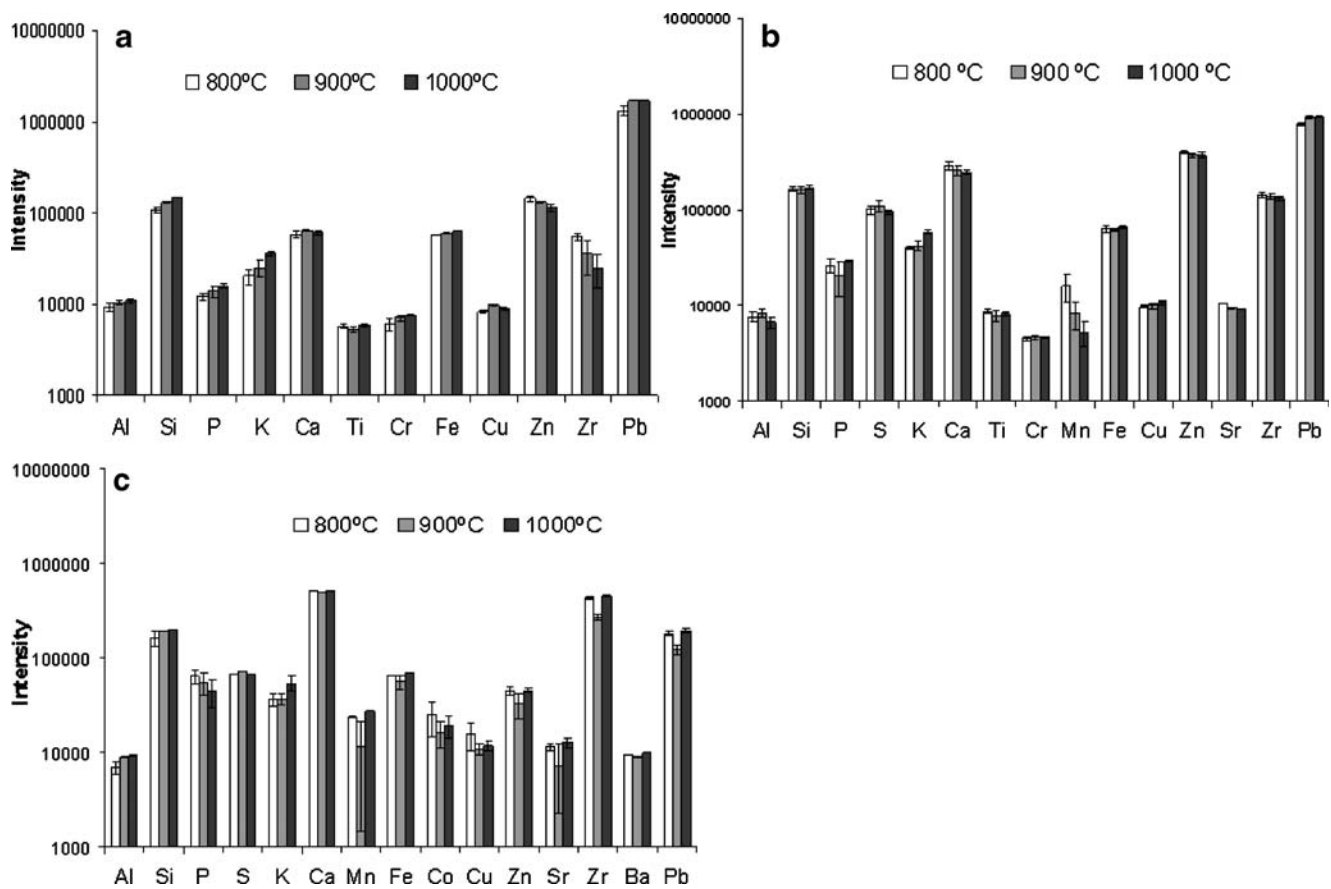 a
800ºC 900ºC 1000ºC
Intensity
10000000
1000000
100000
10000
1000
Al Si P K Ca Ti Cr Fe Cu Zn Zr Pb
b
800 ºC 900 ºC 1000 ºC
Intensity
10000000
1000000
100000
10000
1000
Al Si P S K Ca Ti Cr Mn Fe Cu Zn Sr Zr Pb
c
800ºC 900ºC 1000ºC
Intensity
10000000
1000000
100000
10000
1000
Al Si P S K Ca Mn Fe Co Cu Zn Sr Zr Ba Pb